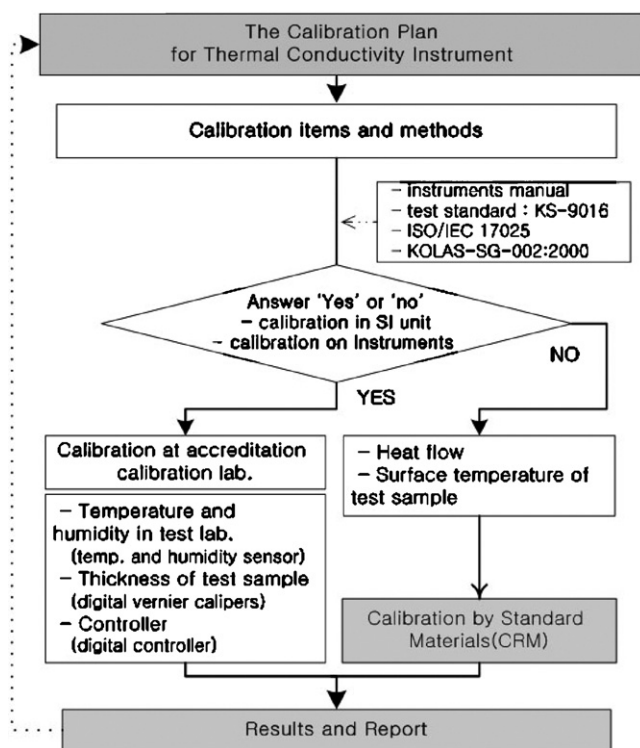 The Calibration Plan
for Thermal Conductivity Instrument
Calibration items and methods
- instruments manual
- test standard : KS-9016
- ISO/IEC 17025
- KOLAS-SG-002:2000
Answer 'Yes' or 'no'
- calibration in SI unit
- calibration on Instruments
NO
YES
Calibration at accreditation
calibration lab.
- Temperature and
humidity in test lab.
(temp. and humidity sensor)
- Thickness of test sample
(digital vernier calipers)
- Controller
(digital controller)
- Heat flow
- Surface temperature of
test sample
Calibration by Standard
Materials(CRM)
Results and Report